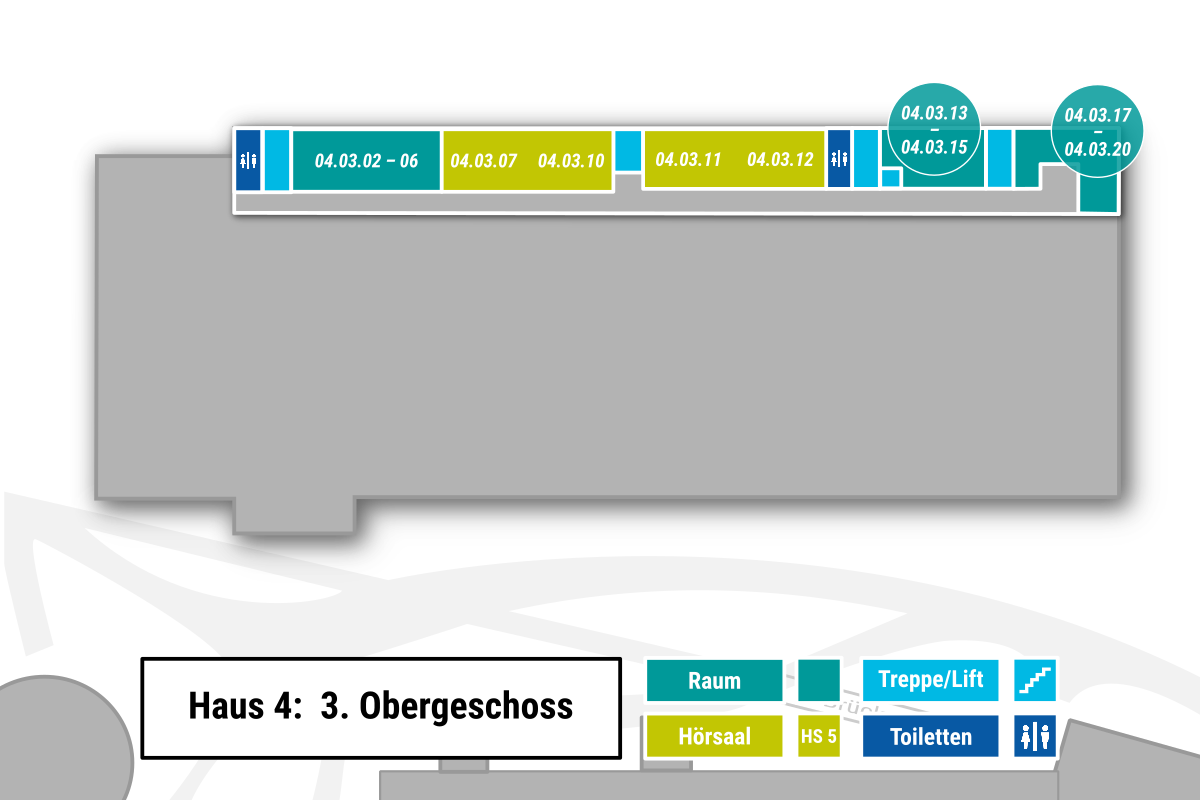 04.03.02 – 06
04.03.07
04.03.10
04.03.11
04.03.12
04.03.13
–
04.03.15
04.03.17
–
04.03.20
Haus 4: 3. Obergeschoss
Raum
Treppe/Lift
Hörsaal
HS 5
Toiletten